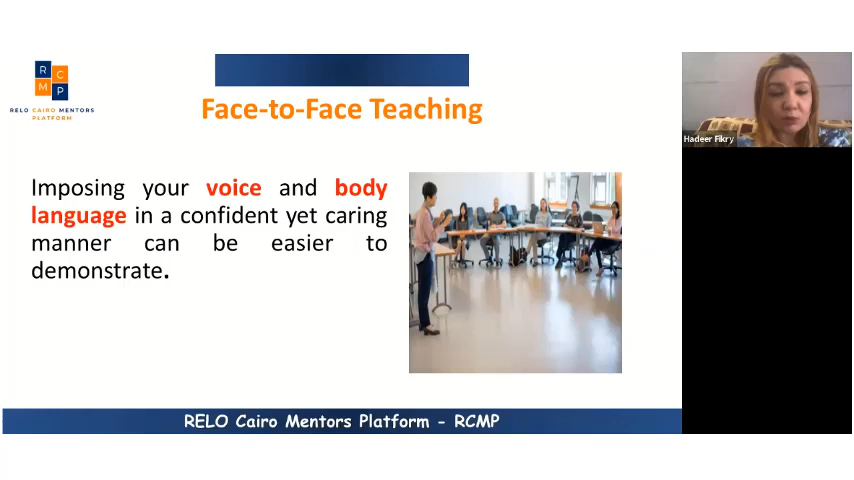 R
C
M
P
RELO CAIRO MENTORS
PLATFORM
Face-to-Face Teaching
Hadeer Fikry
Imposing your voice and body
language in a confident yet caring
manner can be easier to
demonstrate.
RELO Cairo Mentors Platform - RCMP